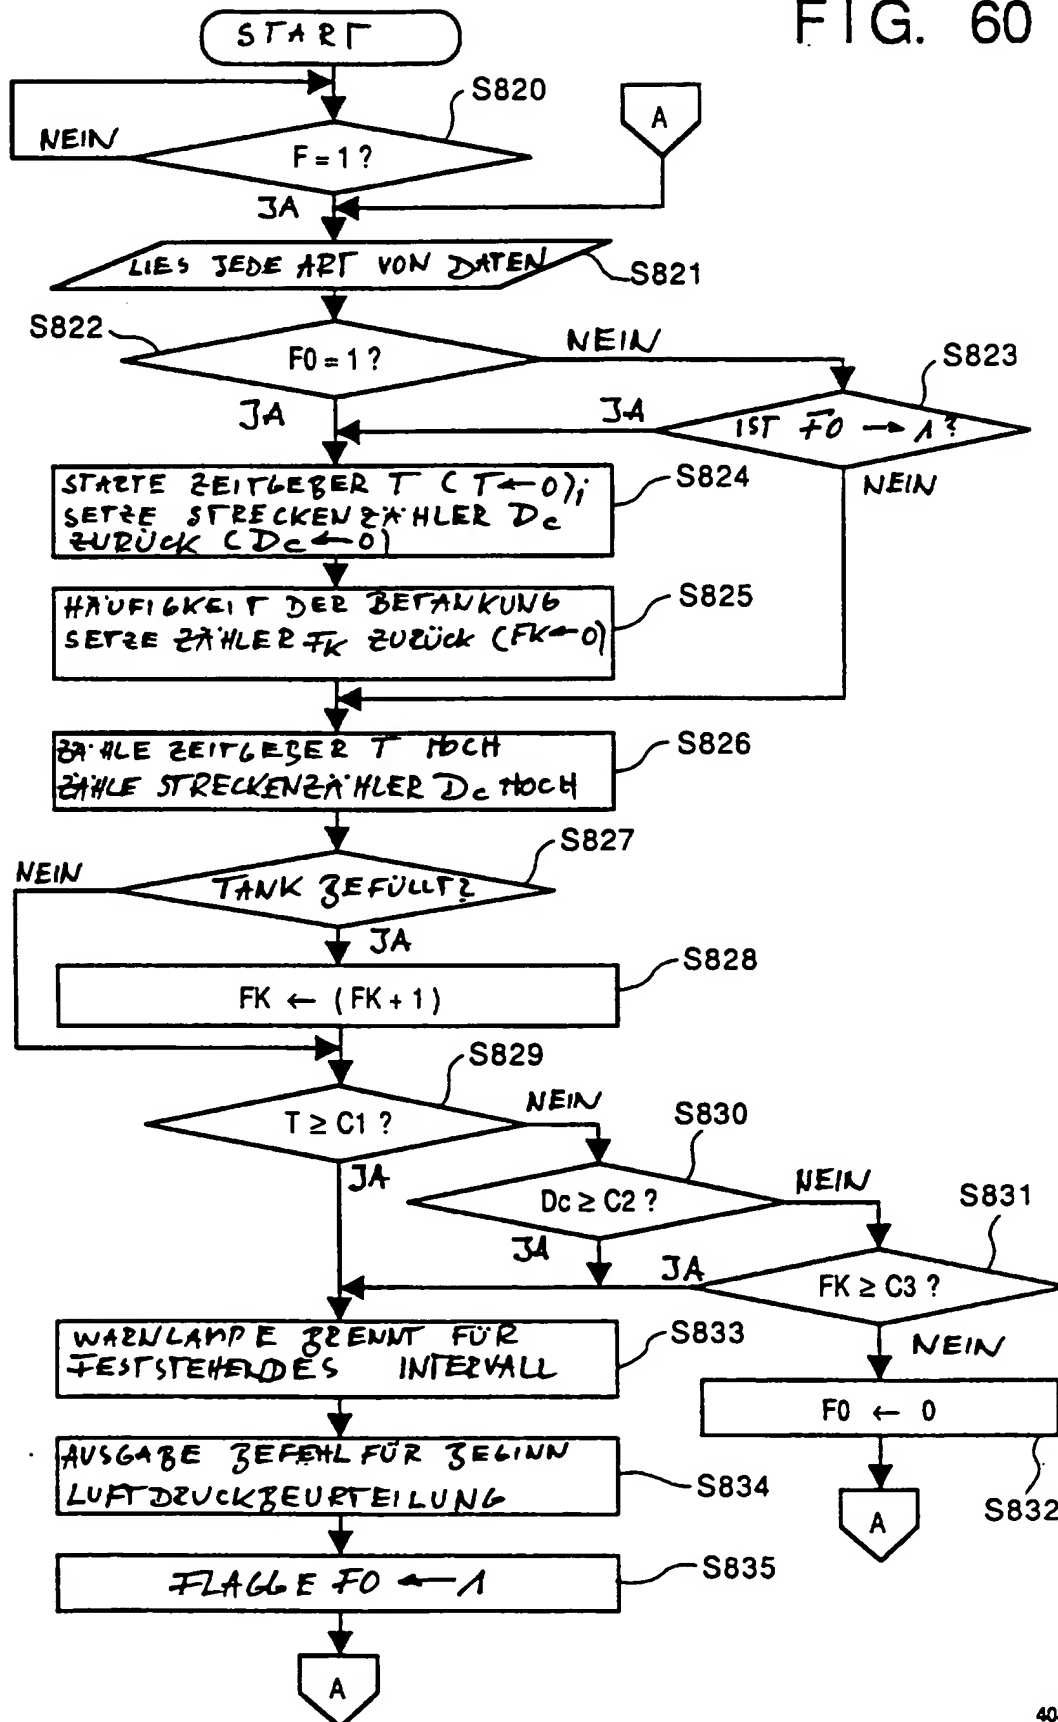 FIG. 60
START
S820
A
NEIN
F = 1 ?
JA
LIES JEDE ART VON DATEN
S821
S822
F0 = 1 ?
NEIN
S823
JA
JA
IST F0 → 1 ?
NEIN
STARTE ZEITGEBER T (T ← 0);
SETZE STRECKENZÄHLER Dc
ZURÜCK (Dc ← 0)
S824
HÄUFIGKEIT DER BETANKUNG
SETZE ZÄHLER FK ZURÜCK (FK ← 0)
S825
ZÄHLE ZEITGEBER T HOCH
ZÄHLE STRECKENZÄHLER Dc HOCH
S826
S827
NEIN
TANK BEFÜLLT?
JA
S828
FK ← (FK + 1)
S829
T ≥ C1 ?
NEIN
S830
JA
Dc ≥ C2 ?
NEIN
S831
JA
JA
FK ≥ C3 ?
WARNLAMPE BRENNT FÜR
FESTSTEHENDES INTERVALL
S833
NEIN
F0 ← 0
S832
AUSGABE BEFEHL FÜR BEGINN
LUFTDRUCKBEURTEILUNG
S834
A
FLAGGE F0 ← 1
S835
A
40